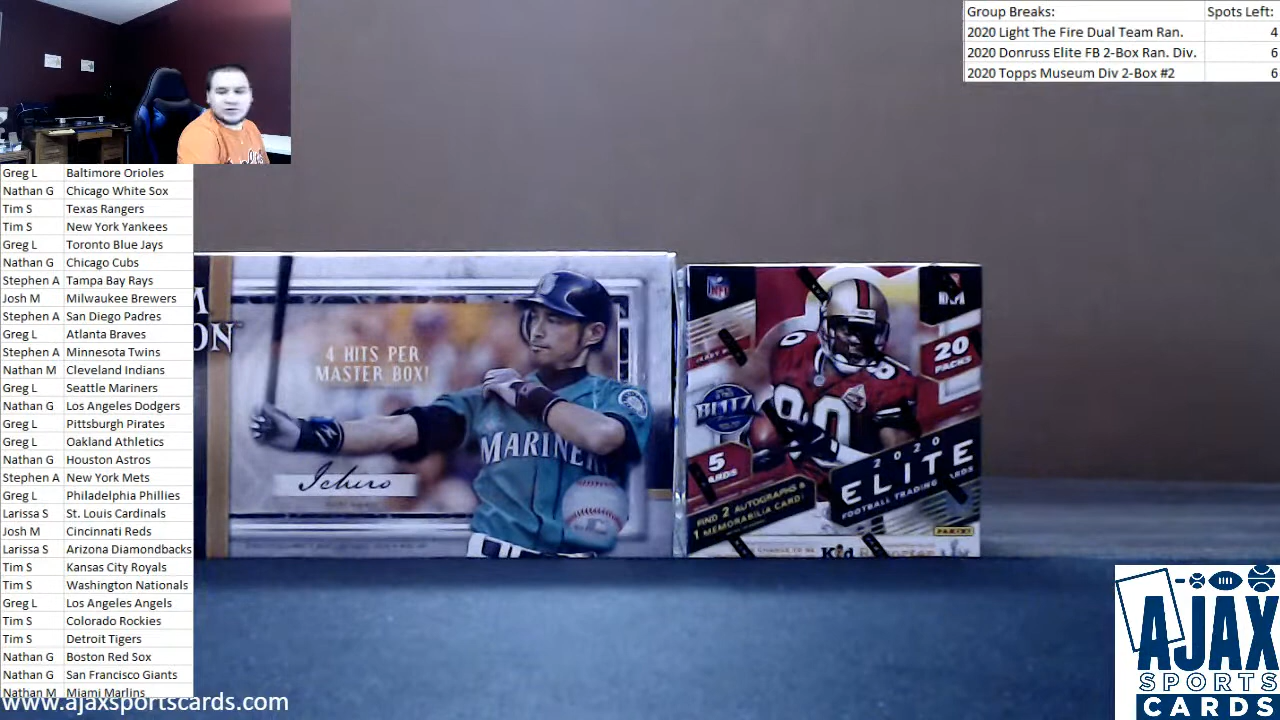 Group Breaks: Spots Left:
2020 Light The Fire Dual Team Ran. 4
2020 Donruss Elite FB 2-Box Ran. Div. 6
2020 Topps Museum Div 2-Box #2 6
Greg L Baltimore Orioles
Nathan G Chicago White Sox
Tim S Texas Rangers
Tim S New York Yankees
Greg L Toronto Blue Jays
Nathan G Chicago Cubs
Stephen A Tampa Bay Rays
Josh M Milwaukee Brewers
Stephen A San Diego Padres
Greg L Atlanta Braves
Stephen A Minnesota Twins
Nathan M Cleveland Indians
Greg L Seattle Mariners
Nathan G Los Angeles Dodgers
Greg L Pittsburgh Pirates
Greg L Oakland Athletics
Nathan G Houston Astros
Stephen A New York Mets
Greg L Philadelphia Phillies
Larissa S St. Louis Cardinals
Josh M Cincinnati Reds
Larissa S Arizona Diamondbacks
Tim S Kansas City Royals
Tim S Washington Nationals
Greg L Los Angeles Angels
Tim S Colorado Rockies
Tim S Detroit Tigers
Nathan G Boston Red Sox
Nathan G San Francisco Giants
Nathan M Miami Marlins
www.ajaxsportscards.com
M
ON
4 HITS PER
MASTER BOX!
MARINE
Ichiro
NFL
20
PACKS
80
BLITZ
5
2020
ELITE
FOOTBALL TRADING CARDS
FIND 2 AUTOGRAPHS &
1 MEMORABILIA CARD!
PANINI
AJAX
SPORTS
CARDS